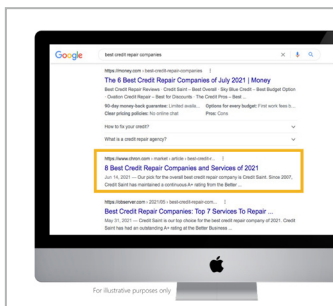 Google
best credit repair companies
https://money.com › best-credit-repair-companies
The 6 Best Credit Repair Companies of July 2021 | Money
Best Credit Repair Reviews · Credit Saint - Best Overall · Sky Blue Credit - Best Budget Option
· Ovation Credit Repair - Best for Discounts · The Credit Pros - Best ...
90-day money-back guarantee: Limited availa... Options for every budget: First work fees b...
Clear pricing policies: No online chat Pros: Cons
How to fix your credit?
What is a credit repair agency?
https://www.chron.com › market › article › best-credit-r...
8 Best Credit Repair Companies and Services of 2021
Jun 14, 2021 — Our pick for the overall best credit repair company is Credit Saint. Since 2007,
Credit Saint has maintained a continuous A+ rating from the Better ...
https://observer.com › 2021/05 › best-credit-repair-com...
Best Credit Repair Companies: Top 7 Services To Repair ...
May 31, 2021 — Credit Saint is our top choice for the best credit repair company of 2021. Credit
Saint has had an outstanding A+ rating at the Better Business ...
For illustrative purposes only